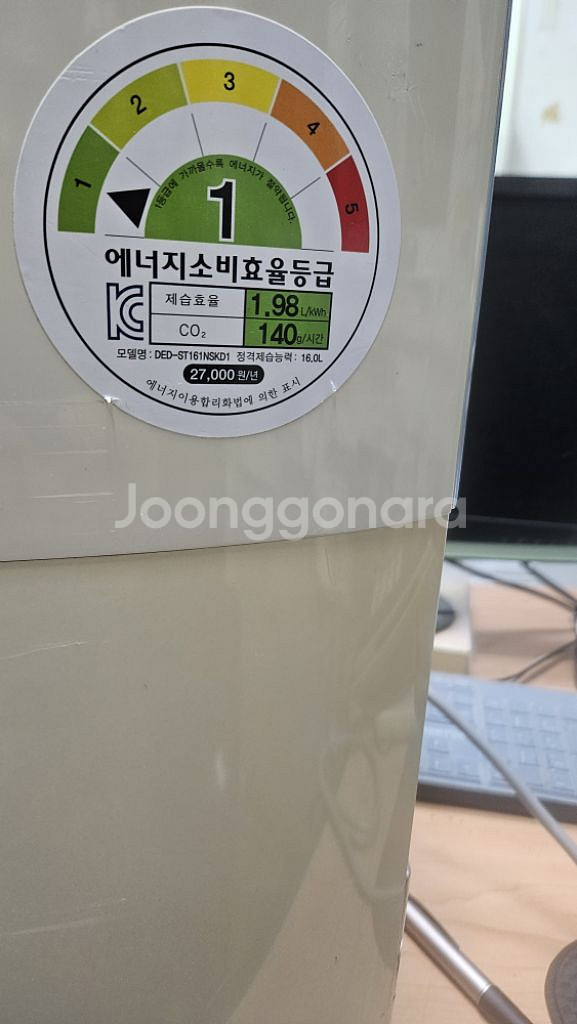 1
2
3
4
5
1등급에 가까울수록 에너지가 절약됩니다.
1
에너지소비효율등급
제습효율 1.98 L/kWh
CO₂ 140 g/시간
모델명 : DED-ST161NSKD1 정격제습능력 : 16.0L
27,000 원/년
에너지이용합리화법에 의한 표시
Joonggonara